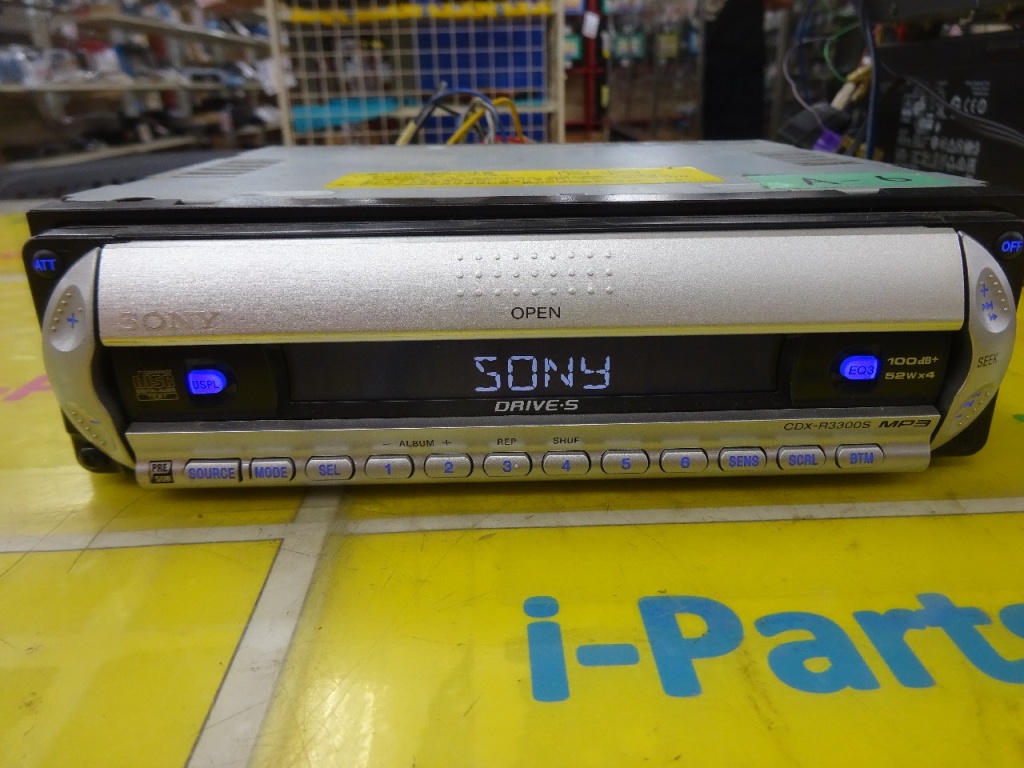 A-6
ATT
OFF
SONY
OPEN
+
SEEK
DSPL
SONY
EQ3
100dB+
52Wx4
DRIVE·S
CDX-R3300S MP3
- ALBUM + REP SHUF
SOURCE MODE SEL 1 2 3 4 5 6 SENS SCRL BTM
i-Parts